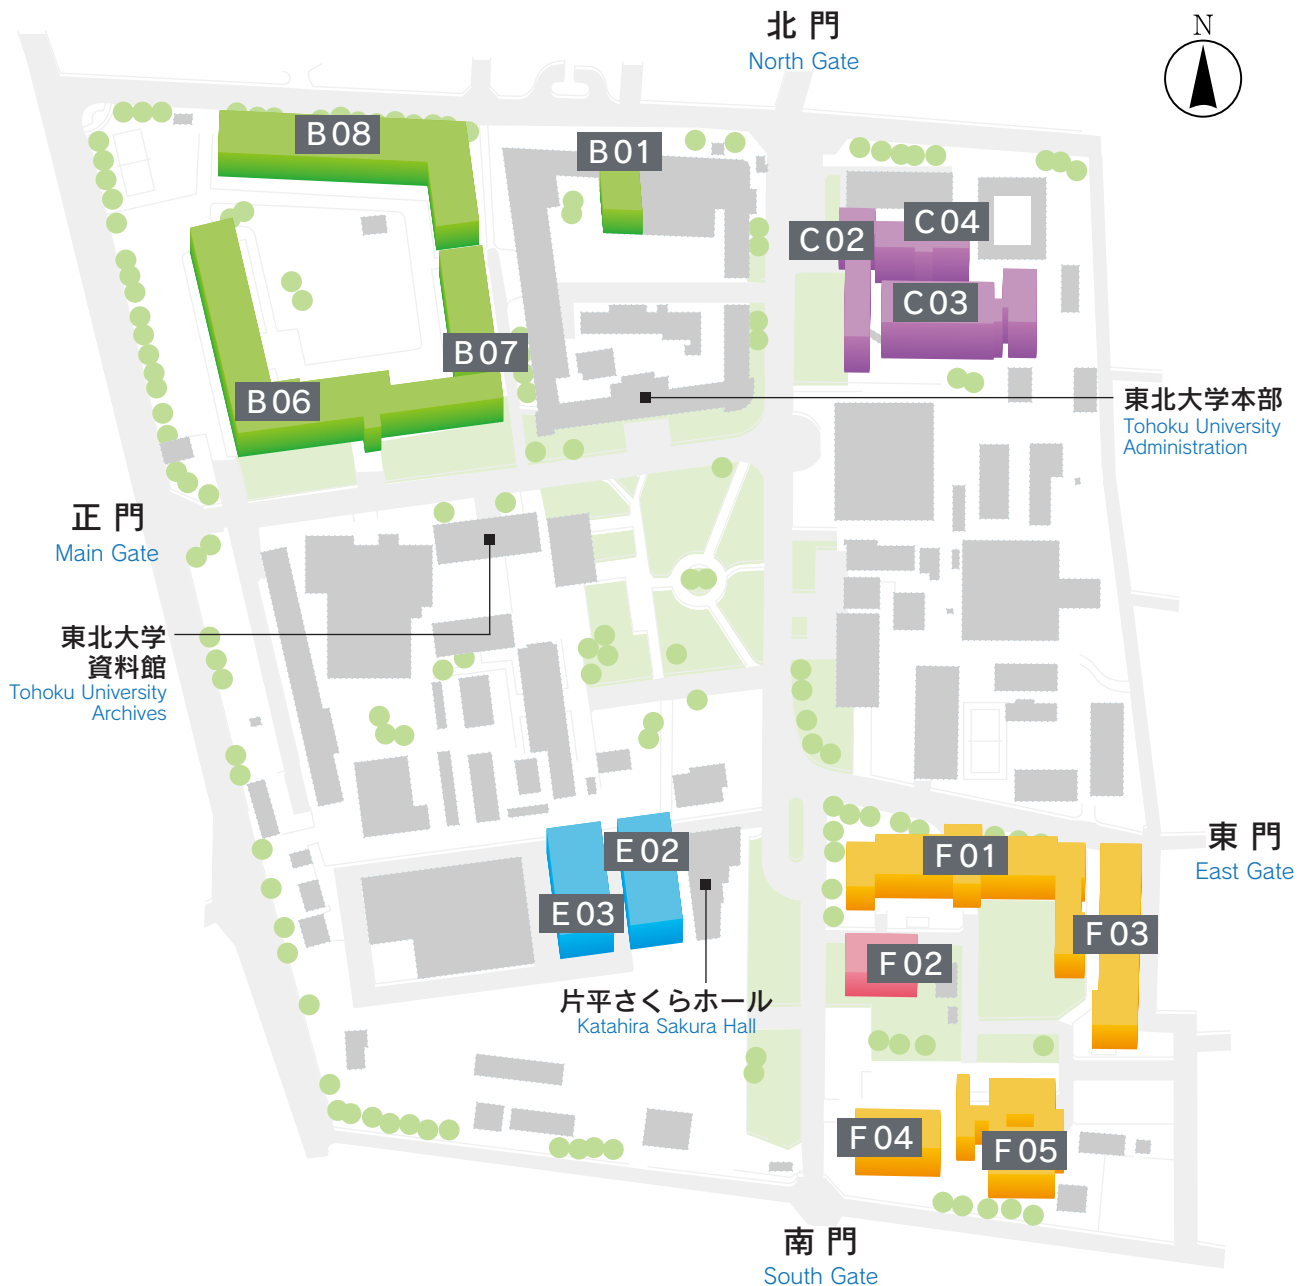 北門
North Gate
N
B08
B01
C04
C02
C03
B07
B06
東北大学本部
Tohoku University
Administration
正門
Main Gate
東北大学
資料館
Tohoku University
Archives
東門
East Gate
E02
E03
F01
F03
F02
片平さくらホール
Katahira Sakura Hall
F04
F05
南門
South Gate